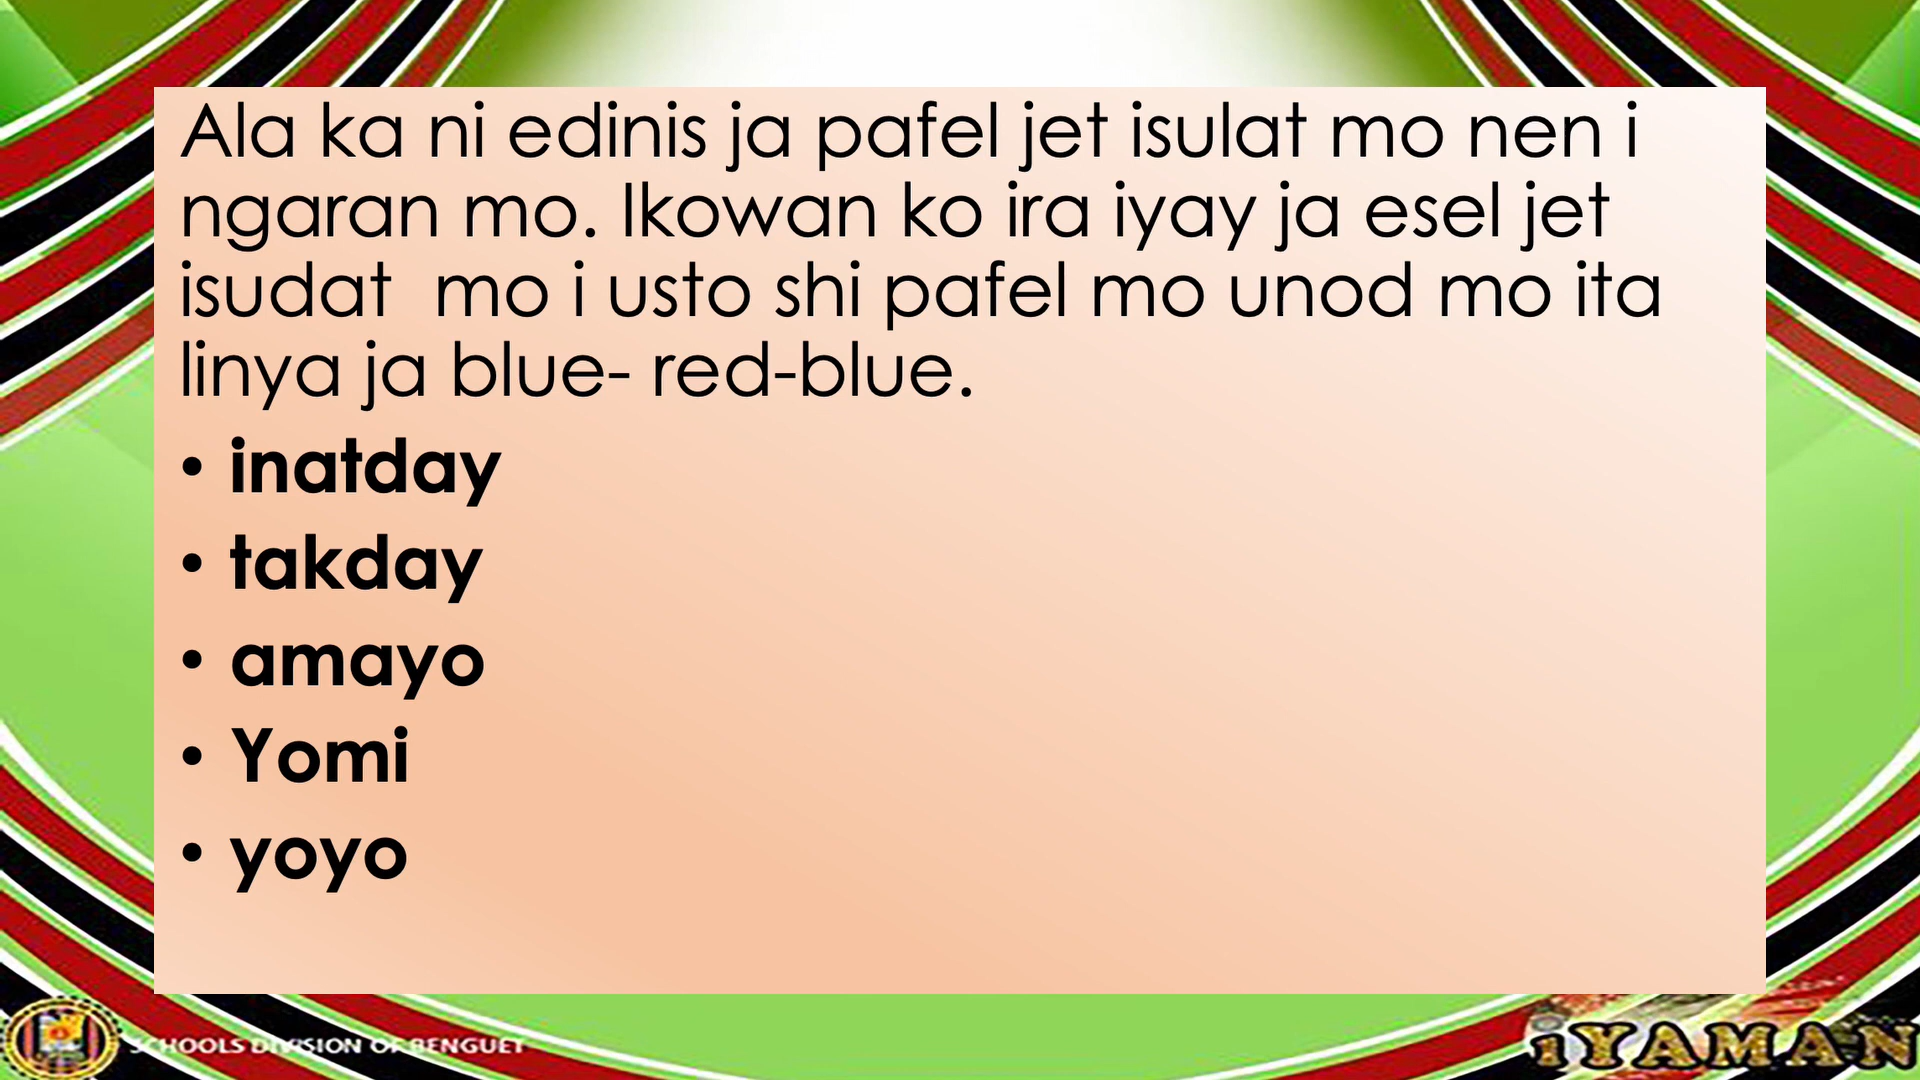 Ala ka ni edinis ja pafel jet isulat mo nen i
ngaran mo. Ikowan ko ira iyay ja esel jet
isudat mo i usto shi pafel mo unod mo ita
linya ja blue- red-blue.
• inatday
• takday
• amayo
• Yomi
• yoyo
SCHOOLS DIVISION OF BENGUET
iYAMAN